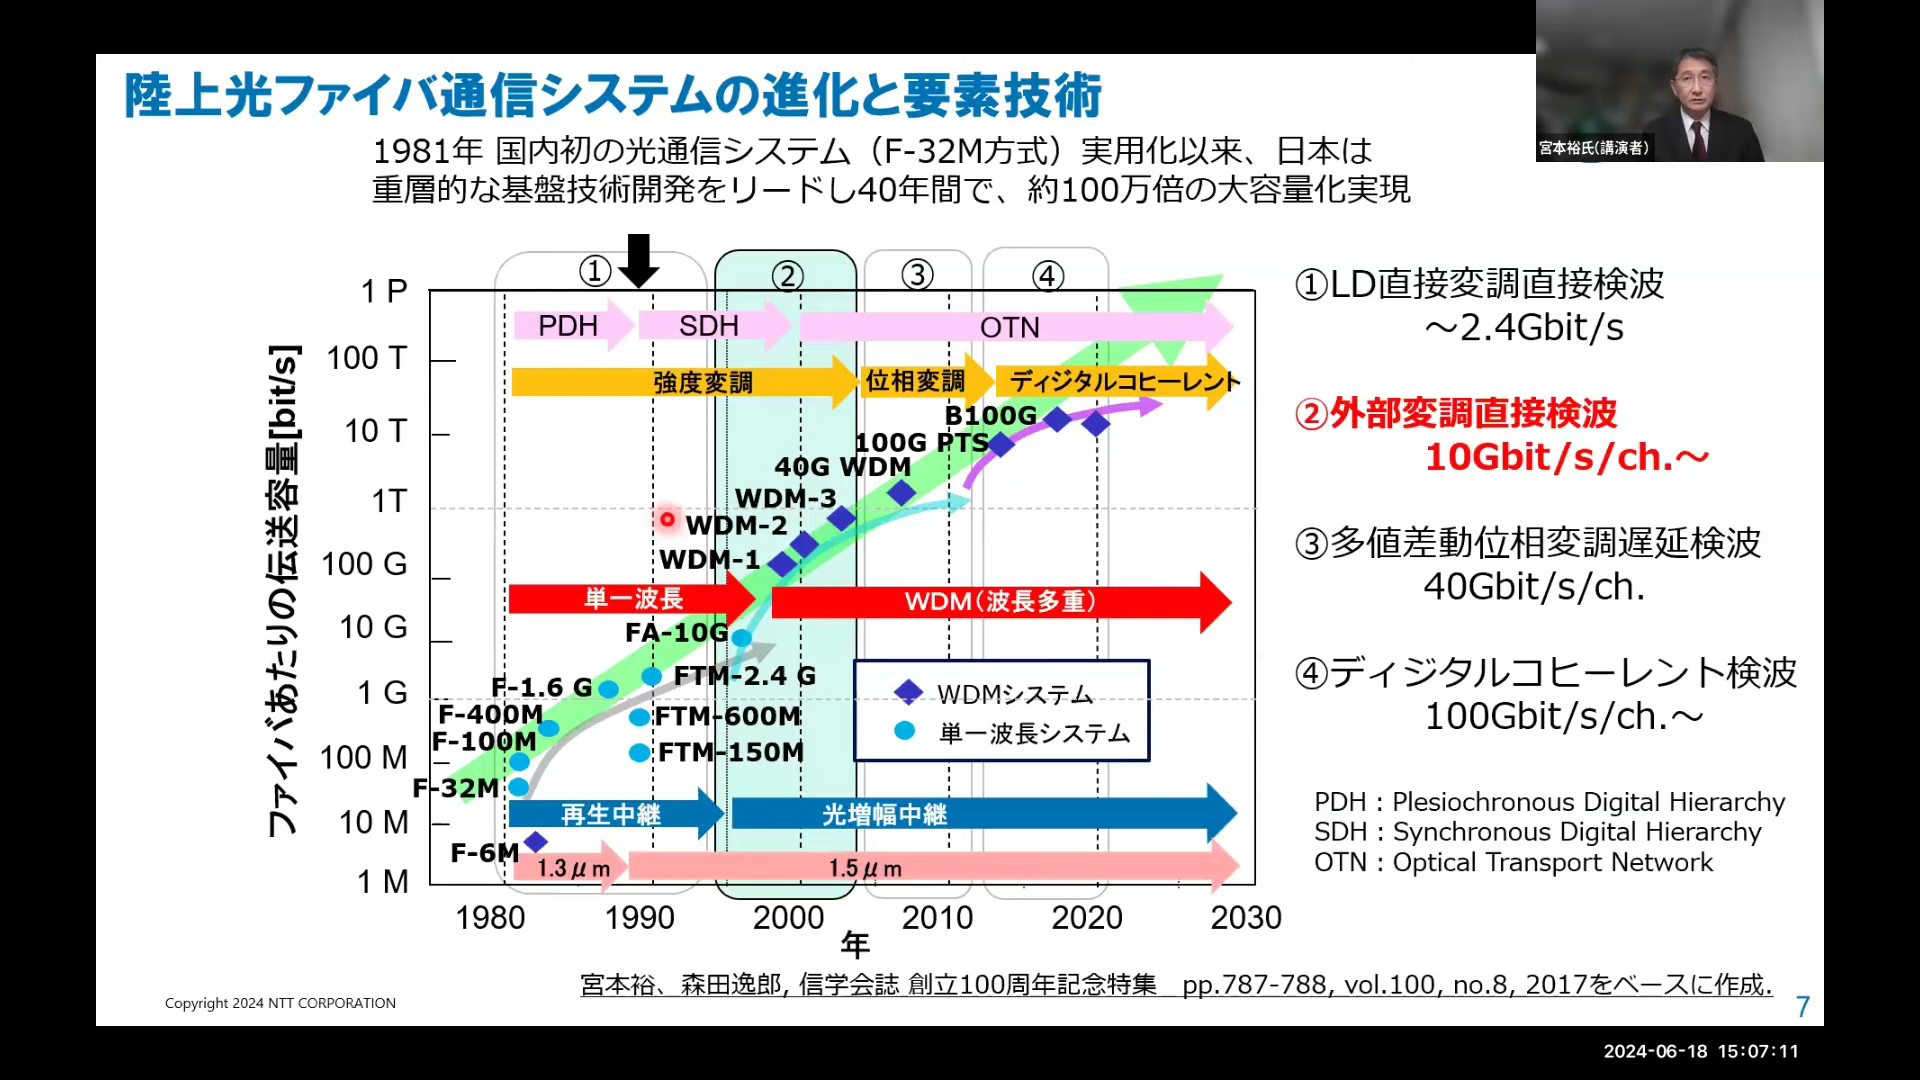 陸上光ファイバ通信システムの進化と要素技術
1981年 国内初の光通信システム（F-32M方式）実用化以来、日本は
重層的な基盤技術開発をリードし40年間で、約100万倍の大容量化実現
宮本裕氏(講演者)
① ② ③ ④
ファイバあたりの伝送容量[bit/s]
1 P
100 T
10 T
1T
100 G
10 G
1 G
100 M
10 M
1 M
PDH SDH OTN
強度変調 位相変調 ディジタルコヒーレント
B100G
100G PTS
40G WDM
WDM-3
WDM-2
WDM-1
単一波長 WDM（波長多重）
FA-10G
FTM-2.4 G
F-1.6 G
F-400M
FTM-600M
F-100M
FTM-150M
F-32M
WDMシステム
単一波長システム
再生中継 光増幅中継
F-6M
1.3μm 1.5μm
1980 1990 2000 2010 2020 2030
年
①LD直接変調直接検波
～2.4Gbit/s
②外部変調直接検波
10Gbit/s/ch.～
③多値差動位相変調遅延検波
40Gbit/s/ch.
④ディジタルコヒーレント検波
100Gbit/s/ch.～
PDH : Plesiochronous Digital Hierarchy
SDH : Synchronous Digital Hierarchy
OTN : Optical Transport Network
宮本裕、森田逸郎, 信学会誌 創立100周年記念特集 pp.787-788, vol.100, no.8, 2017をベースに作成.
Copyright 2024 NTT CORPORATION
7
2024-06-18 15:07:11